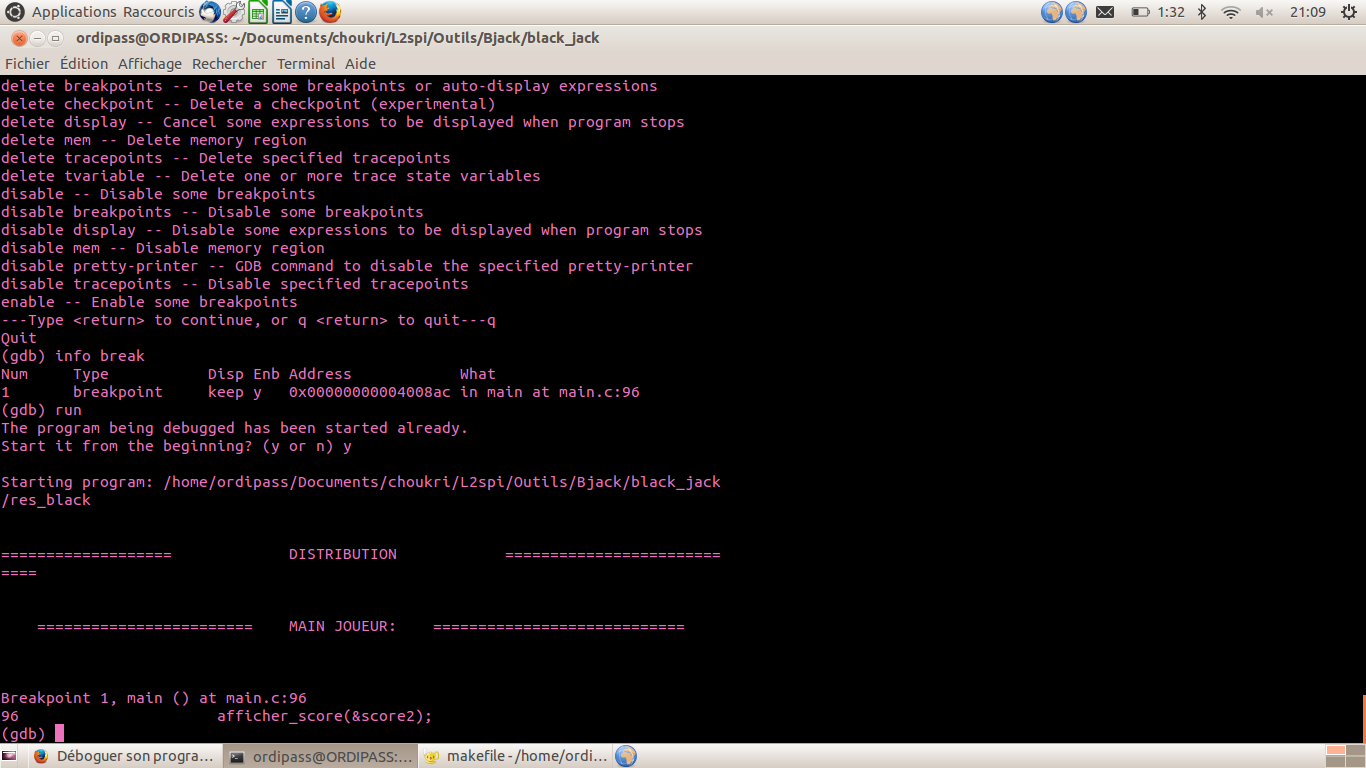 Applications Raccourcis 1:32 21:09
ordipass@ORDIPASS: ~/Documents/choukri/L2spi/Outils/Bjack/black_jack
Fichier Édition Affichage Rechercher Terminal Aide
delete breakpoints -- Delete some breakpoints or auto-display expressions
delete checkpoint -- Delete a checkpoint (experimental)
delete display -- Cancel some expressions to be displayed when program stops
delete mem -- Delete memory region
delete tracepoints -- Delete specified tracepoints
delete tvariable -- Delete one or more trace state variables
disable -- Disable some breakpoints
disable breakpoints -- Disable some breakpoints
disable display -- Disable some expressions to be displayed when program stops
disable mem -- Disable memory region
disable pretty-printer -- GDB command to disable the specified pretty-printer
disable tracepoints -- Disable specified tracepoints
enable -- Enable some breakpoints
---Type <return> to continue, or q <return> to quit---q
Quit
(gdb) info break
Num     Type           Disp Enb Address            What
1       breakpoint     keep y   0x00000000004008ac in main at main.c:96
(gdb) run
The program being debugged has been started already.
Start it from the beginning? (y or n) y
Starting program: /home/ordipass/Documents/choukri/L2spi/Outils/Bjack/black_jack
/res_black
===================             DISTRIBUTION            ========================
====
    ========================    MAIN JOUEUR:    ============================
Breakpoint 1, main () at main.c:96
96                      afficher_score(&score2);
(gdb)
Déboguer son progra... ordipass@ORDIPASS:... makefile - /home/ordi...